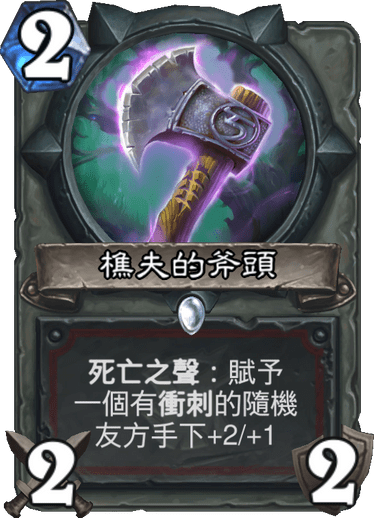 2
樵夫的斧頭
死亡之聲：賦予
一個有衝刺的隨機
友方手下+2/+1
2
2